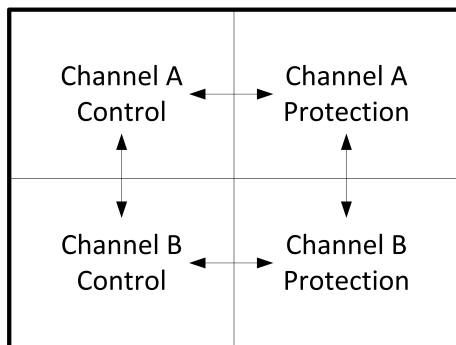 Channel A
Control
Channel A
Protection
Channel B
Control
Channel B
Protection